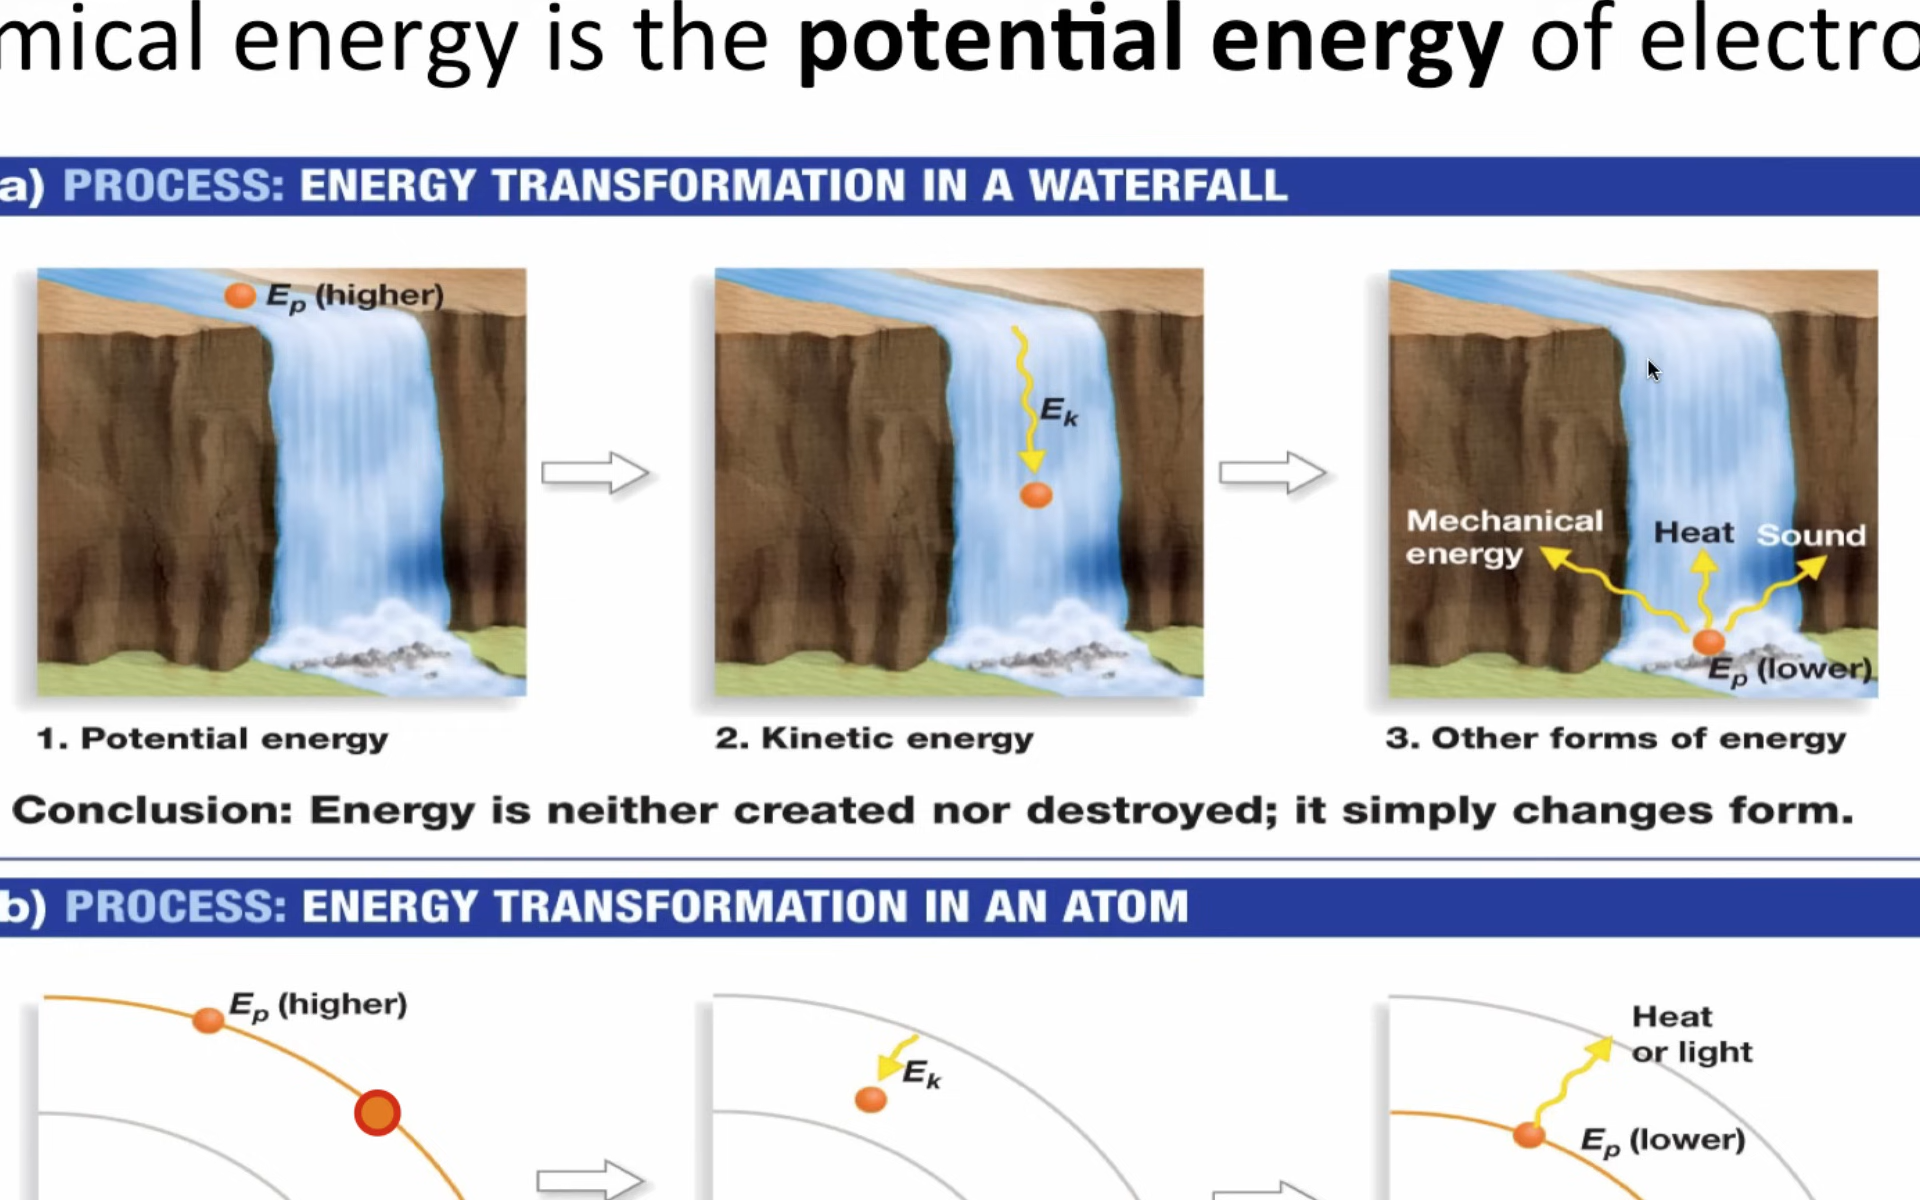 mical energy is the potential energy of electro
a) PROCESS: ENERGY TRANSFORMATION IN A WATERFALL
Ep (higher)
Ek
Mechanical
energy
Heat
Sound
Ep (lower)
1. Potential energy
2. Kinetic energy
3. Other forms of energy
Conclusion: Energy is neither created nor destroyed; it simply changes form.
b) PROCESS: ENERGY TRANSFORMATION IN AN ATOM
Ep (higher)
Ek
Heat
or light
Ep (lower)